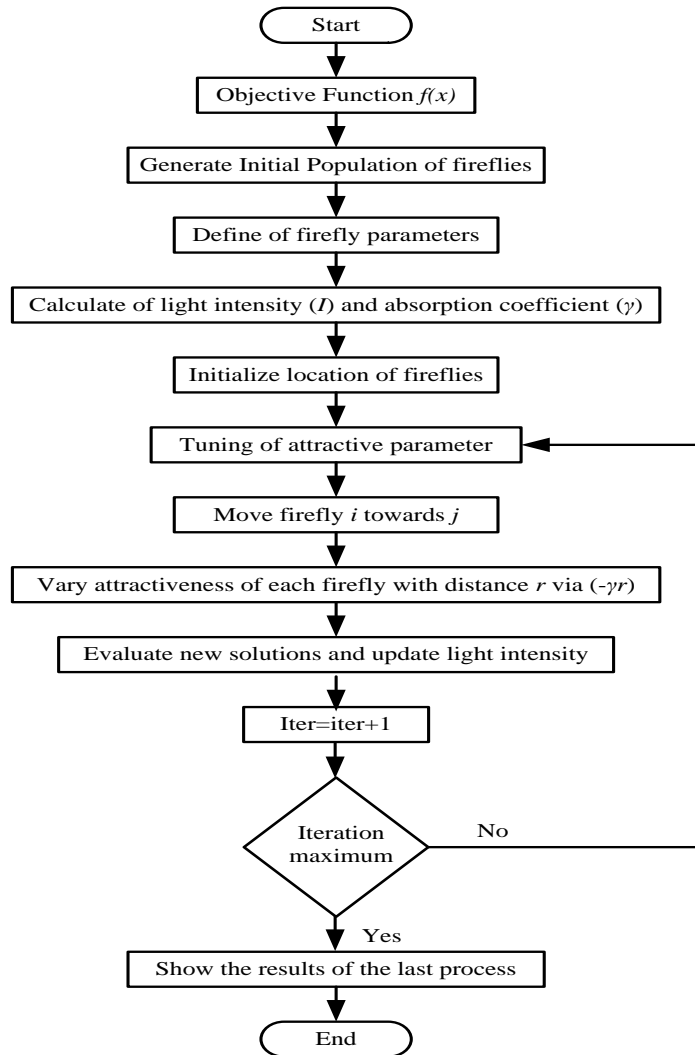 Start
Objective Function f(x)
Generate Initial Population of fireflies
Define of firefly parameters
Calculate of light intensity (I) and absorption coefficient (γ)
Initialize location of fireflies
Tuning of attractive parameter
Move firefly i towards j
Vary attractiveness of each firefly with distance r via (-γr)
Evaluate new solutions and update light intensity
Iter=iter+1
Iteration
maximum
No
Yes
Show the results of the last process
End